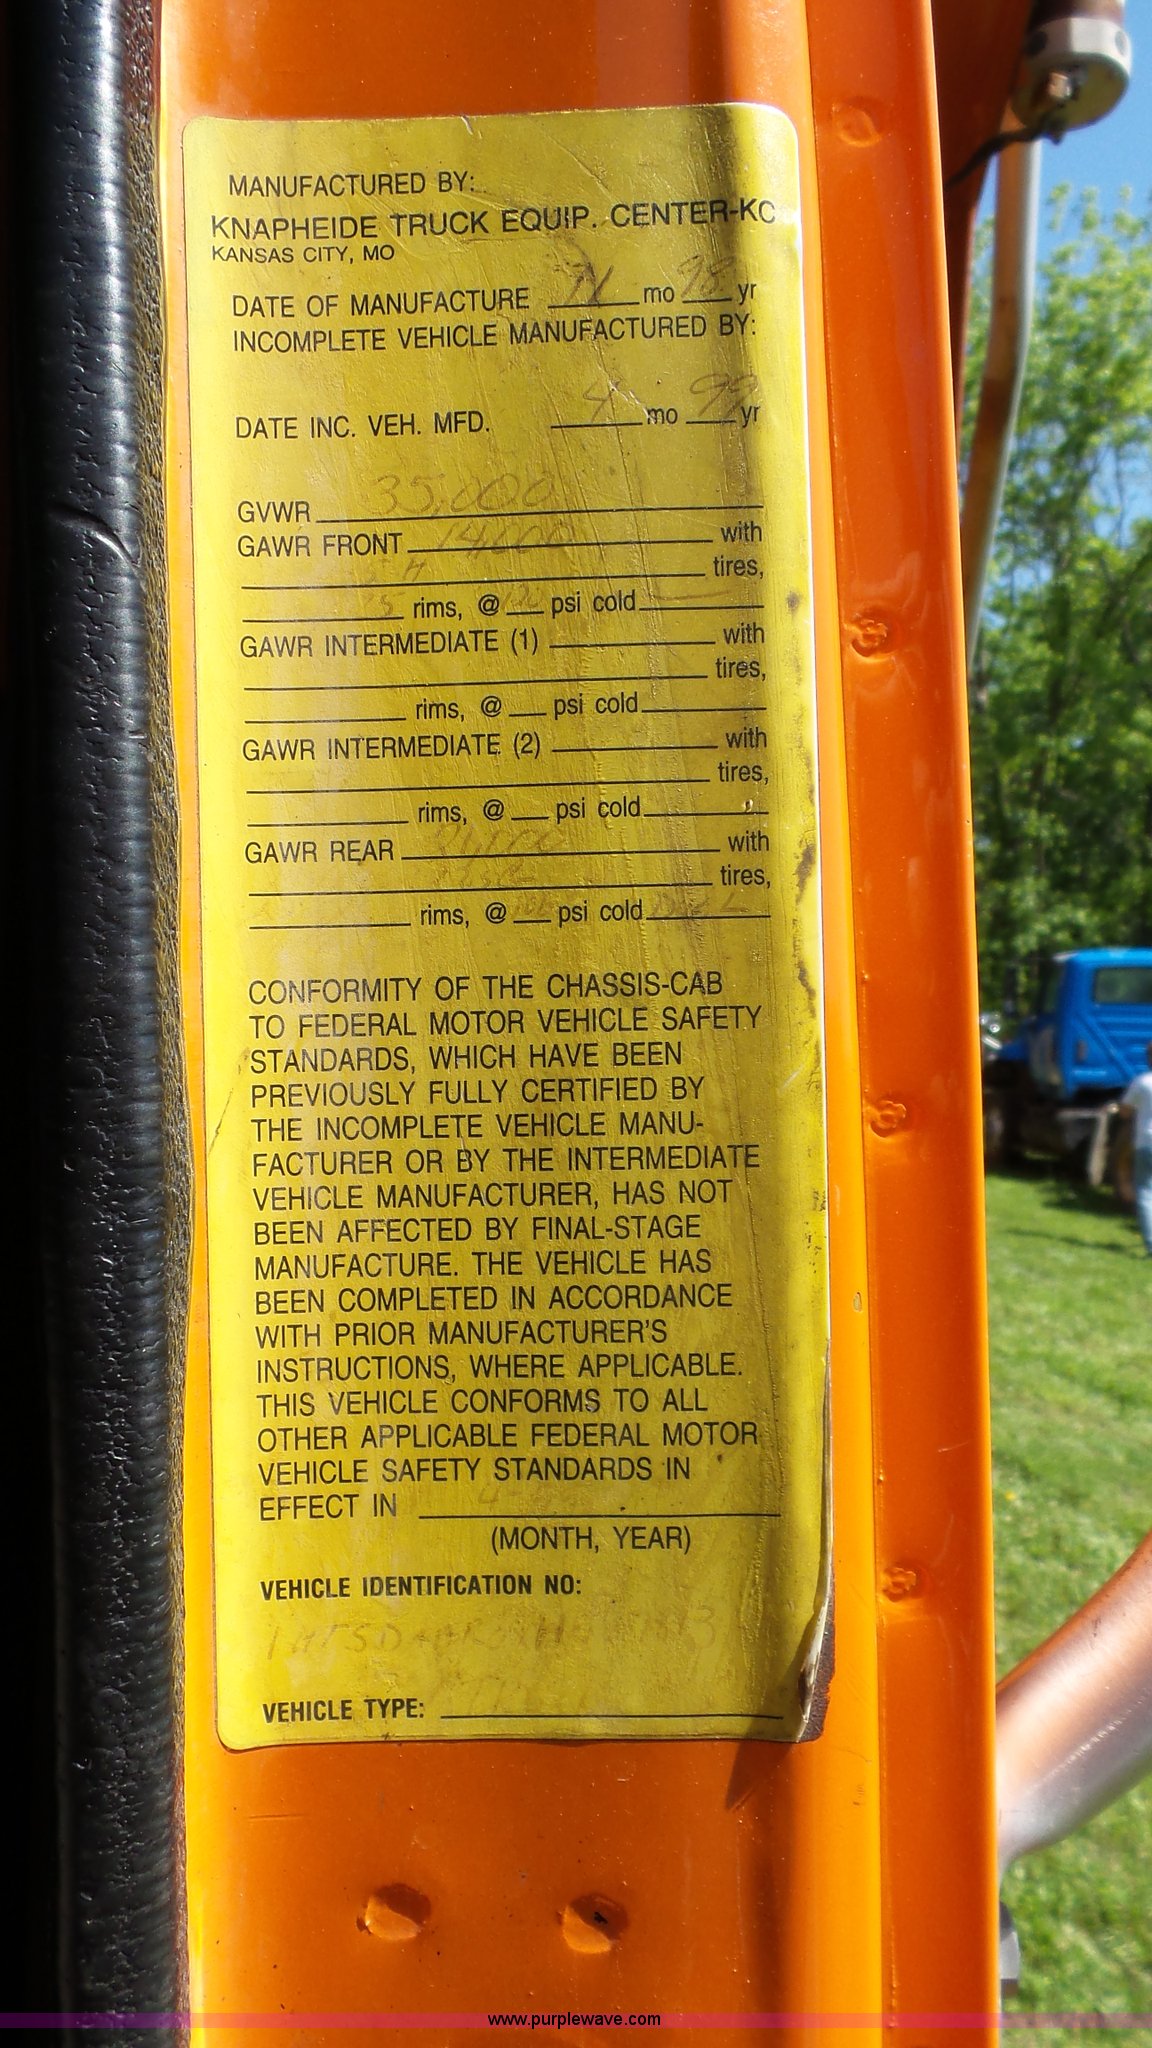 MANUFACTURED BY:
KNAPHEIDE TRUCK EQUIP. CENTER-KC
KANSAS CITY, MO
DATE OF MANUFACTURE mo 98 yr
INCOMPLETE VEHICLE MANUFACTURED BY:
DATE INC. VEH. MFD. 4 mo 99 yr
GVWR 35,000
GAWR FRONT 14000 with
tires,
rims, @ 120 psi cold
GAWR INTERMEDIATE (1) with
tires,
rims, @ psi cold
GAWR INTERMEDIATE (2) with
tires,
rims, @ psi cold
GAWR REAR with
tires,
rims, @ psi cold
CONFORMITY OF THE CHASSIS-CAB
TO FEDERAL MOTOR VEHICLE SAFETY
STANDARDS, WHICH HAVE BEEN
PREVIOUSLY FULLY CERTIFIED BY
THE INCOMPLETE VEHICLE MANU-
FACTURER OR BY THE INTERMEDIATE
VEHICLE MANUFACTURER, HAS NOT
BEEN AFFECTED BY FINAL-STAGE
MANUFACTURE. THE VEHICLE HAS
BEEN COMPLETED IN ACCORDANCE
WITH PRIOR MANUFACTURER'S
INSTRUCTIONS, WHERE APPLICABLE.
THIS VEHICLE CONFORMS TO ALL
OTHER APPLICABLE FEDERAL MOTOR
VEHICLE SAFETY STANDARDS IN
EFFECT IN
(MONTH, YEAR)
VEHICLE IDENTIFICATION NO:
VEHICLE TYPE:
www.purplewave.com